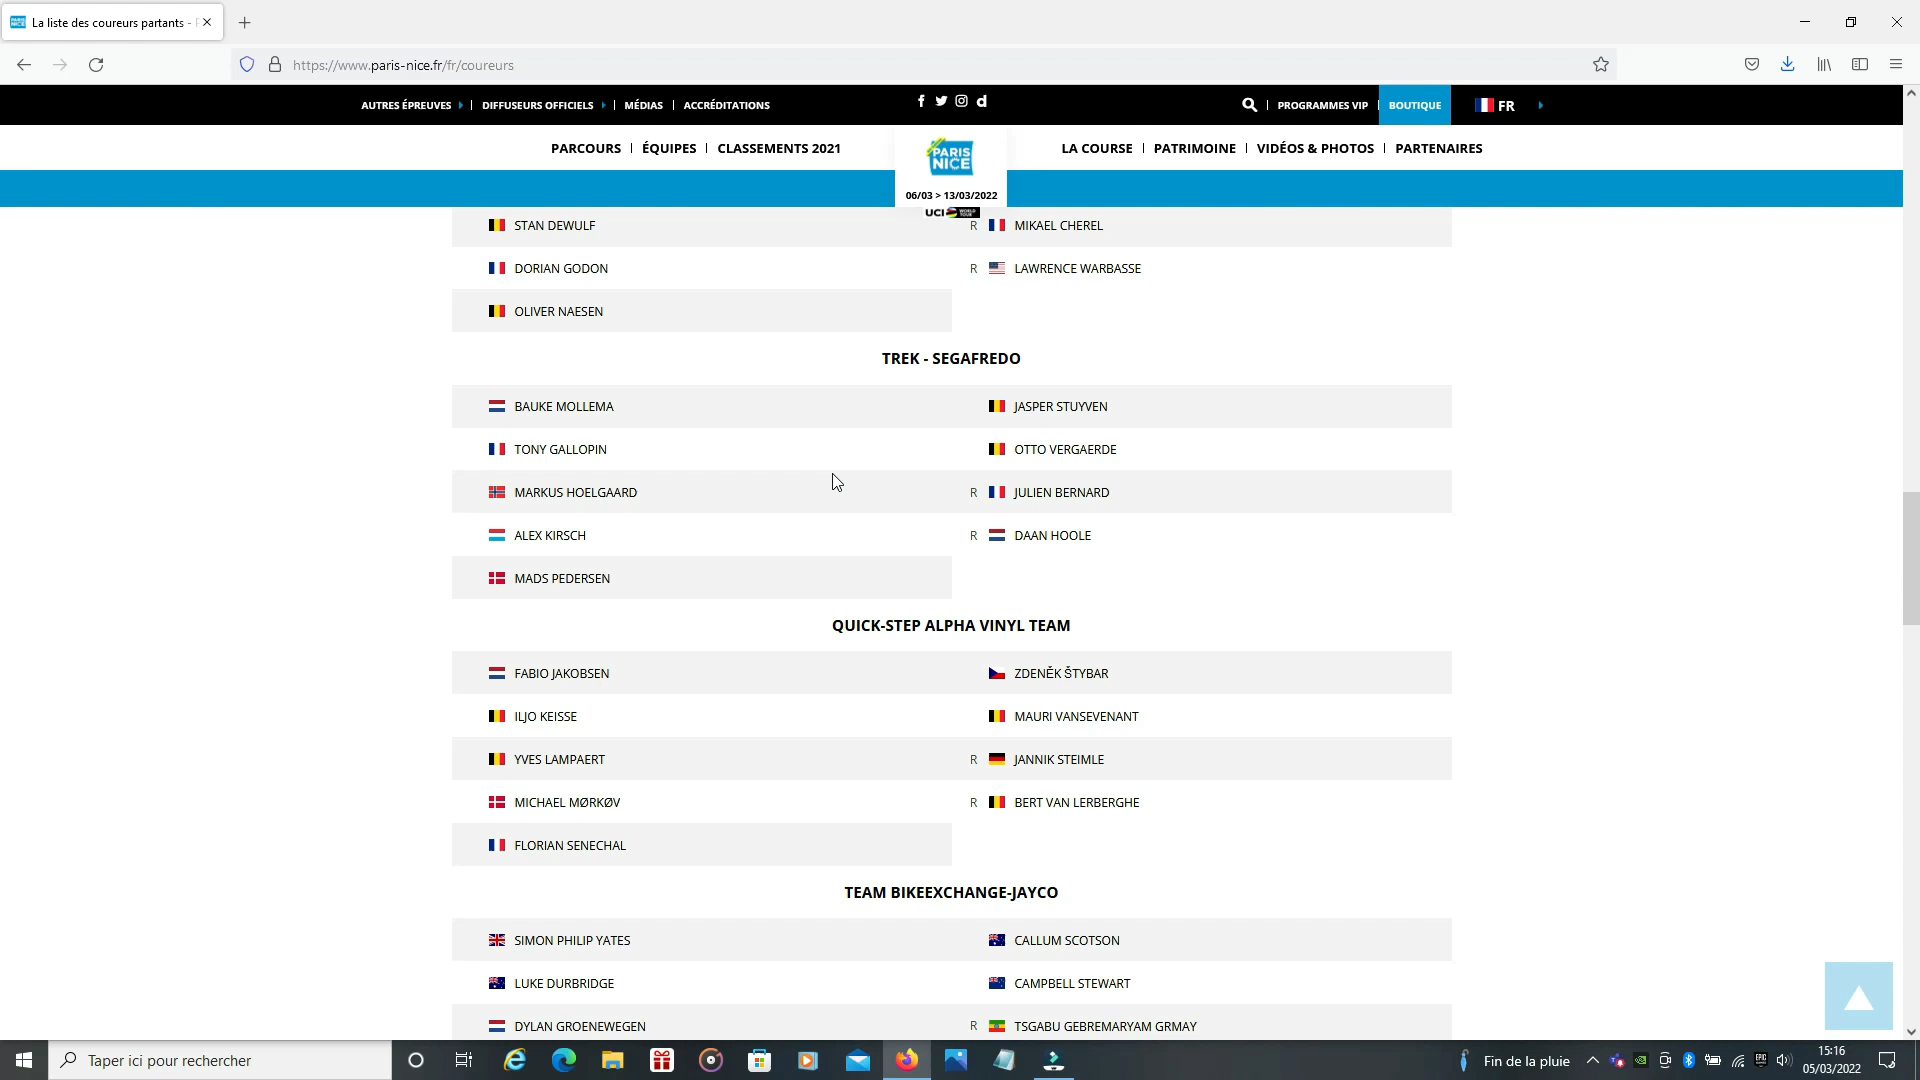 La liste des coureurs partants -
https://www.paris-nice.fr/fr/coureurs
AUTRES ÉPREUVES | DIFFUSEURS OFFICIELS | MÉDIAS | ACCRÉDITATIONS
PROGRAMMES VIP
BOUTIQUE
FR
PARCOURS | ÉQUIPES | CLASSEMENTS 2021
PARIS
NICE
LA COURSE | PATRIMOINE | VIDÉOS & PHOTOS | PARTENAIRES
06/03 > 13/03/2022
UCI WORLD TOUR
STAN DEWULF
R MIKAEL CHEREL
DORIAN GODON
R LAWRENCE WARBASSE
OLIVER NAESEN
TREK - SEGAFREDO
BAUKE MOLLEMA
JASPER STUYVEN
TONY GALLOPIN
OTTO VERGAERDE
MARKUS HOELGAARD
R JULIEN BERNARD
ALEX KIRSCH
R DAAN HOOLE
MADS PEDERSEN
QUICK-STEP ALPHA VINYL TEAM
FABIO JAKOBSEN
ZDENĚK ŠTYBAR
ILJO KEISSE
MAURI VANSEVENANT
YVES LAMPAERT
R JANNIK STEIMLE
MICHAEL MØRKØV
R BERT VAN LERBERGHE
FLORIAN SENECHAL
TEAM BIKEEXCHANGE-JAYCO
SIMON PHILIP YATES
CALLUM SCOTSON
LUKE DURBRIDGE
CAMPBELL STEWART
DYLAN GROENEWEGEN
R TSGABU GEBREMARYAM GRMAY
Taper ici pour rechercher
Fin de la pluie
15:16
05/03/2022